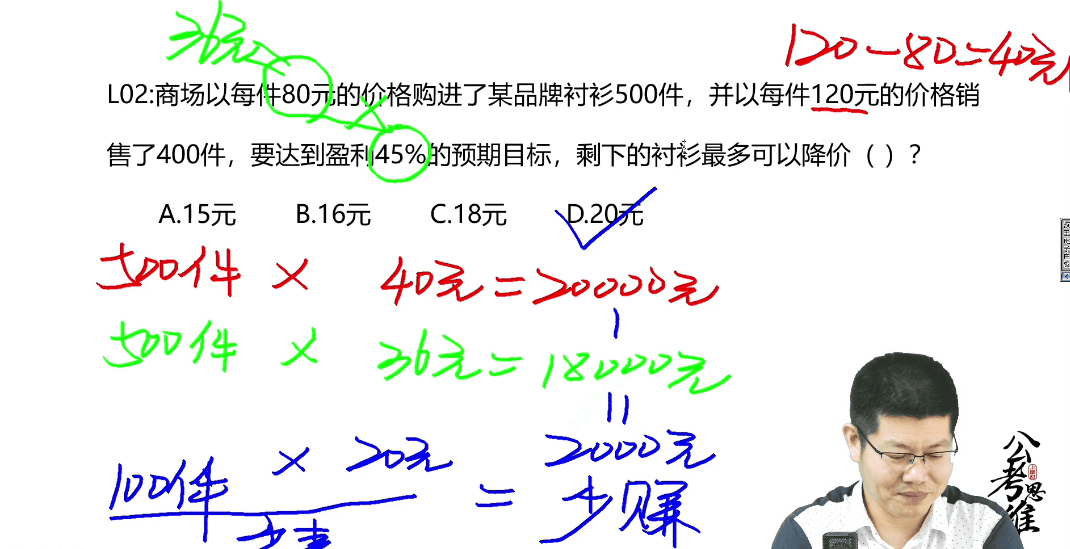 36元
120-80=40元
L02:商场以每件80元的价格购进了某品牌衬衫500件，并以每件120元的价格销
售了400件，要达到盈利45%的预期目标，剩下的衬衫最多可以降价（ ）？
A.15元 B.16元 C.18元 D.20元
500件 × 40元=20000元
500件 × 36元=18000元
100件 × 20元 = 2000元
少卖 少赚
公考思维